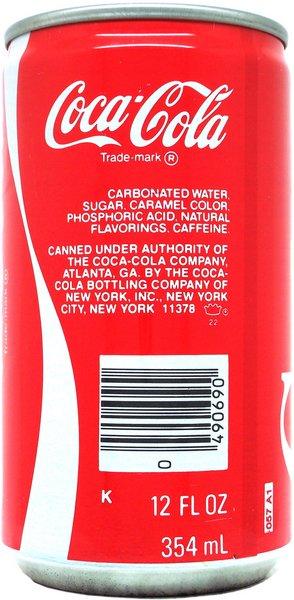 Coca-Cola
Trade-mark ®
CARBONATED WATER,
SUGAR, CARAMEL COLOR,
PHOSPHORIC ACID, NATURAL
FLAVORINGS, CAFFEINE.
CANNED UNDER AUTHORITY OF
THE COCA-COLA COMPANY,
ATLANTA, GA. BY THE COCA-
COLA BOTTLING COMPANY OF
NEW YORK, INC., NEW YORK
CITY, NEW YORK 11378
22
0 490690
0
K
12 FL OZ
354 mL
057 A1